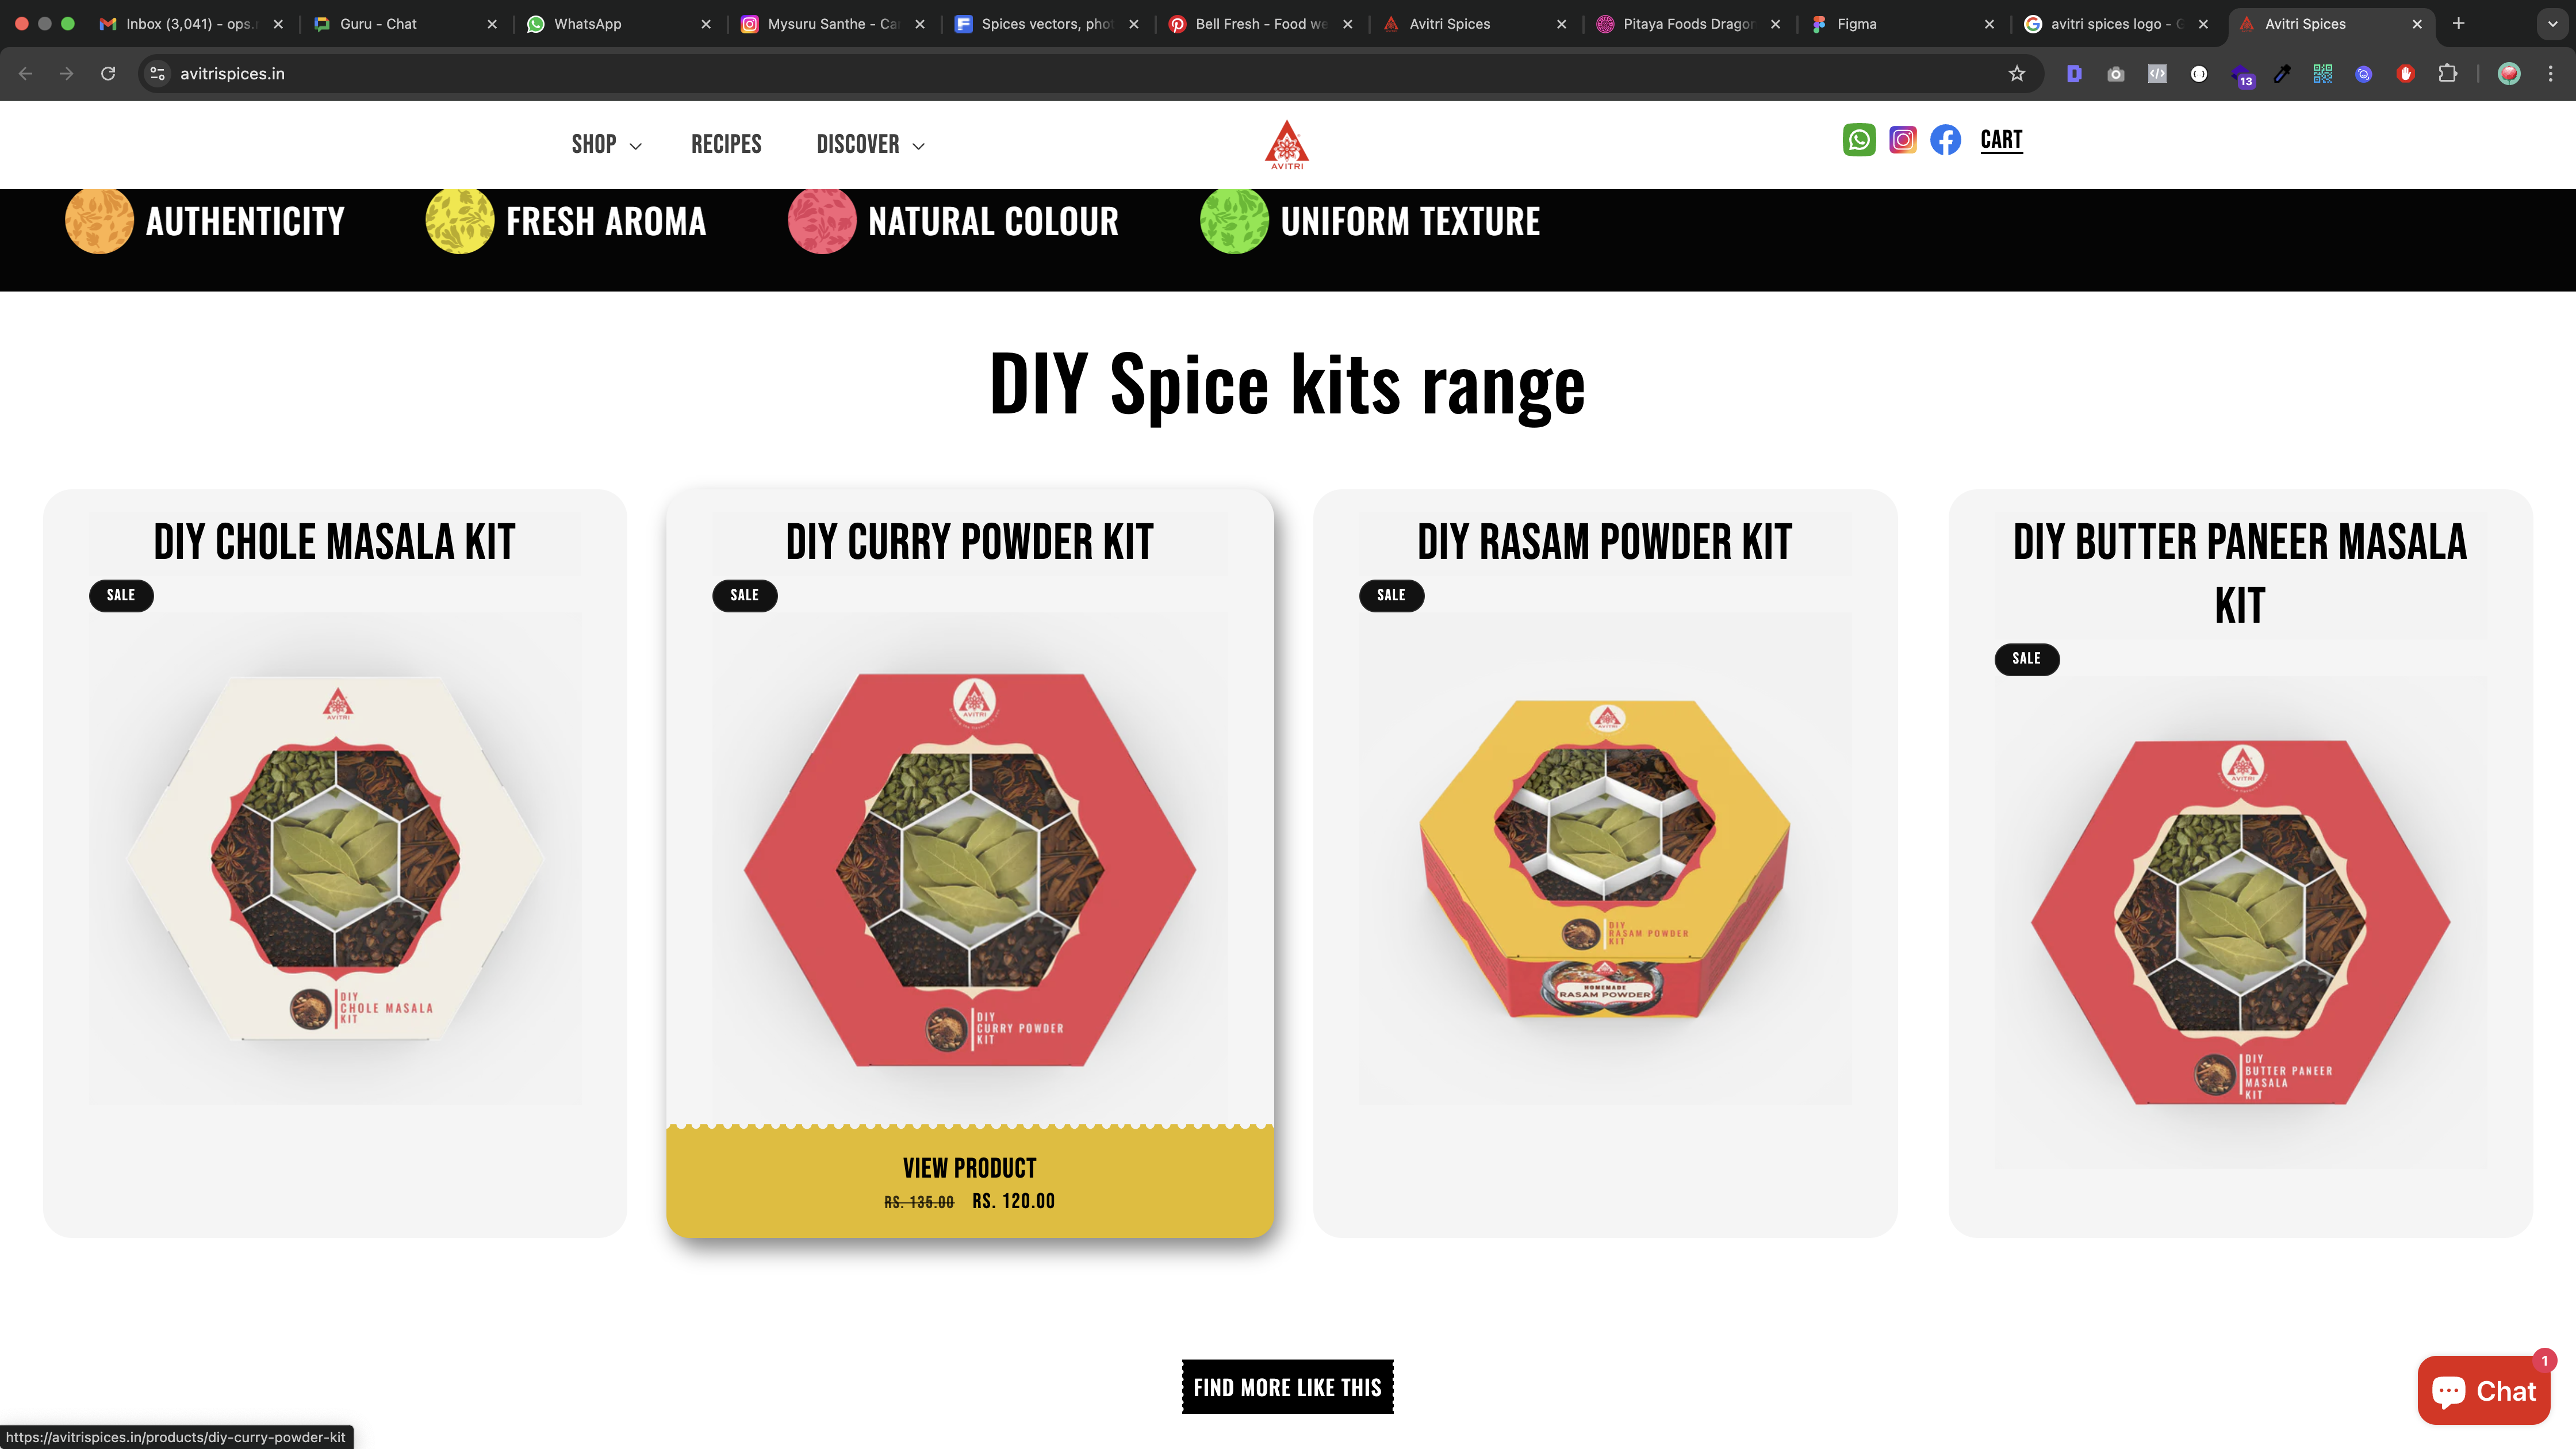 Inbox (3,041) - ops.
Guru - Chat
WhatsApp
Mysuru Santhe - Ca
Spices vectors, phot
Bell Fresh - Food we
Avitri Spices
Pitaya Foods Dragon
Figma
avitri spices logo - G
Avitri Spices
avitrispices.in
13
SHOP
RECIPES
DISCOVER
AVITRI
CART
AUTHENTICITY
FRESH AROMA
NATURAL COLOUR
UNIFORM TEXTURE
DIY Spice kits range
DIY CHOLE MASALA KIT
SALE
AVITRI
DIY
CHOLE MASALA
KIT
DIY CURRY POWDER KIT
SALE
AVITRI
DIY
CURRY POWDER
KIT
VIEW PRODUCT
RS. 135.00 RS. 120.00
DIY RASAM POWDER KIT
SALE
AVITRI
DIY
RASAM POWDER
KIT
HOMEMADE
RASAM POWDER
DIY BUTTER PANEER MASALA
KIT
SALE
AVITRI
DIY
BUTTER PANEER
MASALA
KIT
FIND MORE LIKE THIS
1
Chat
https://avitrispices.in/products/diy-curry-powder-kit